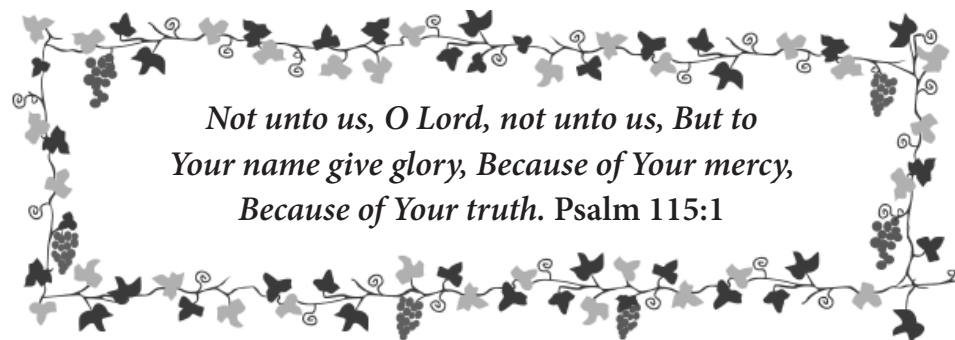 Not unto us, O Lord, not unto us, But to
Your name give glory, Because of Your mercy,
Because of Your truth. Psalm 115:1